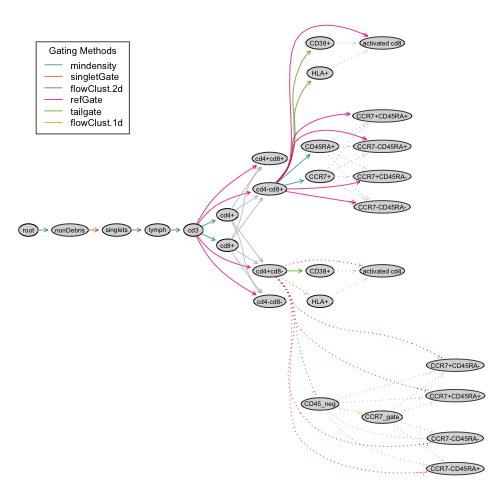 Gating Methods
mindensity
singletGate
flowClust.2d
refGate
tailgate
flowClust.1d
CD38+
activated cd8
HLA+
CCR7+CD45RA+
CD45RA+
CCR7-CD45RA+
cd4+cd8+
CCR7+
CCR7+CD45RA-
cd4-cd8+
CCR7-CD45RA-
cd4+
root
nonDebris
singlets
lymph
cd3
cd8+
cd4+cd8-
CD38+
activated cd4
cd4-cd8-
HLA+
CCR7+CD45RA-
CCR7+CD45RA+
CD45_neg
CCR7_gate
CCR7-CD45RA-
CCR7-CD45RA+